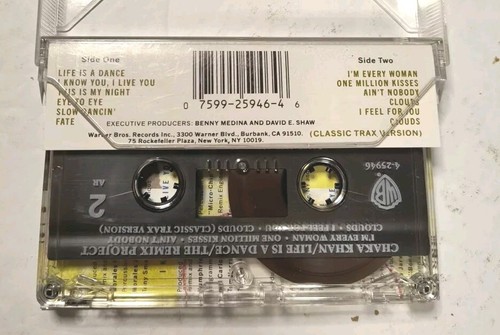 Side One
LIFE IS A DANCE
I KNOW YOU, I LIVE YOU
THIS IS MY NIGHT
EYE TO EYE
SLOW DANCIN'
FATE
0 7599-25946-4 6
Side Two
I'M EVERY WOMAN
ONE MILLION KISSES
AIN'T NOBODY
CLOUDS
I FEEL FOR YOU
CLOUDS
(CLASSIC TRAX VERSION)
EXECUTIVE PRODUCERS: BENNY MEDINA AND DAVID E. SHAW
Warner Bros. Records Inc., 3300 Warner Blvd., Burbank, CA 91510.
75 Rockefeller Plaza, New York, NY 10019.
2
AR
4-25946
WB
CHAKA KHAN/LIFE IS A DANCE/THE REMIX PROJECT
I'M EVERY WOMAN • ONE MILLION KISSES • AIN'T NOBODY
CLOUDS • I FEEL FOR YOU • CLOUDS (CLASSIC TRAX VERSION)